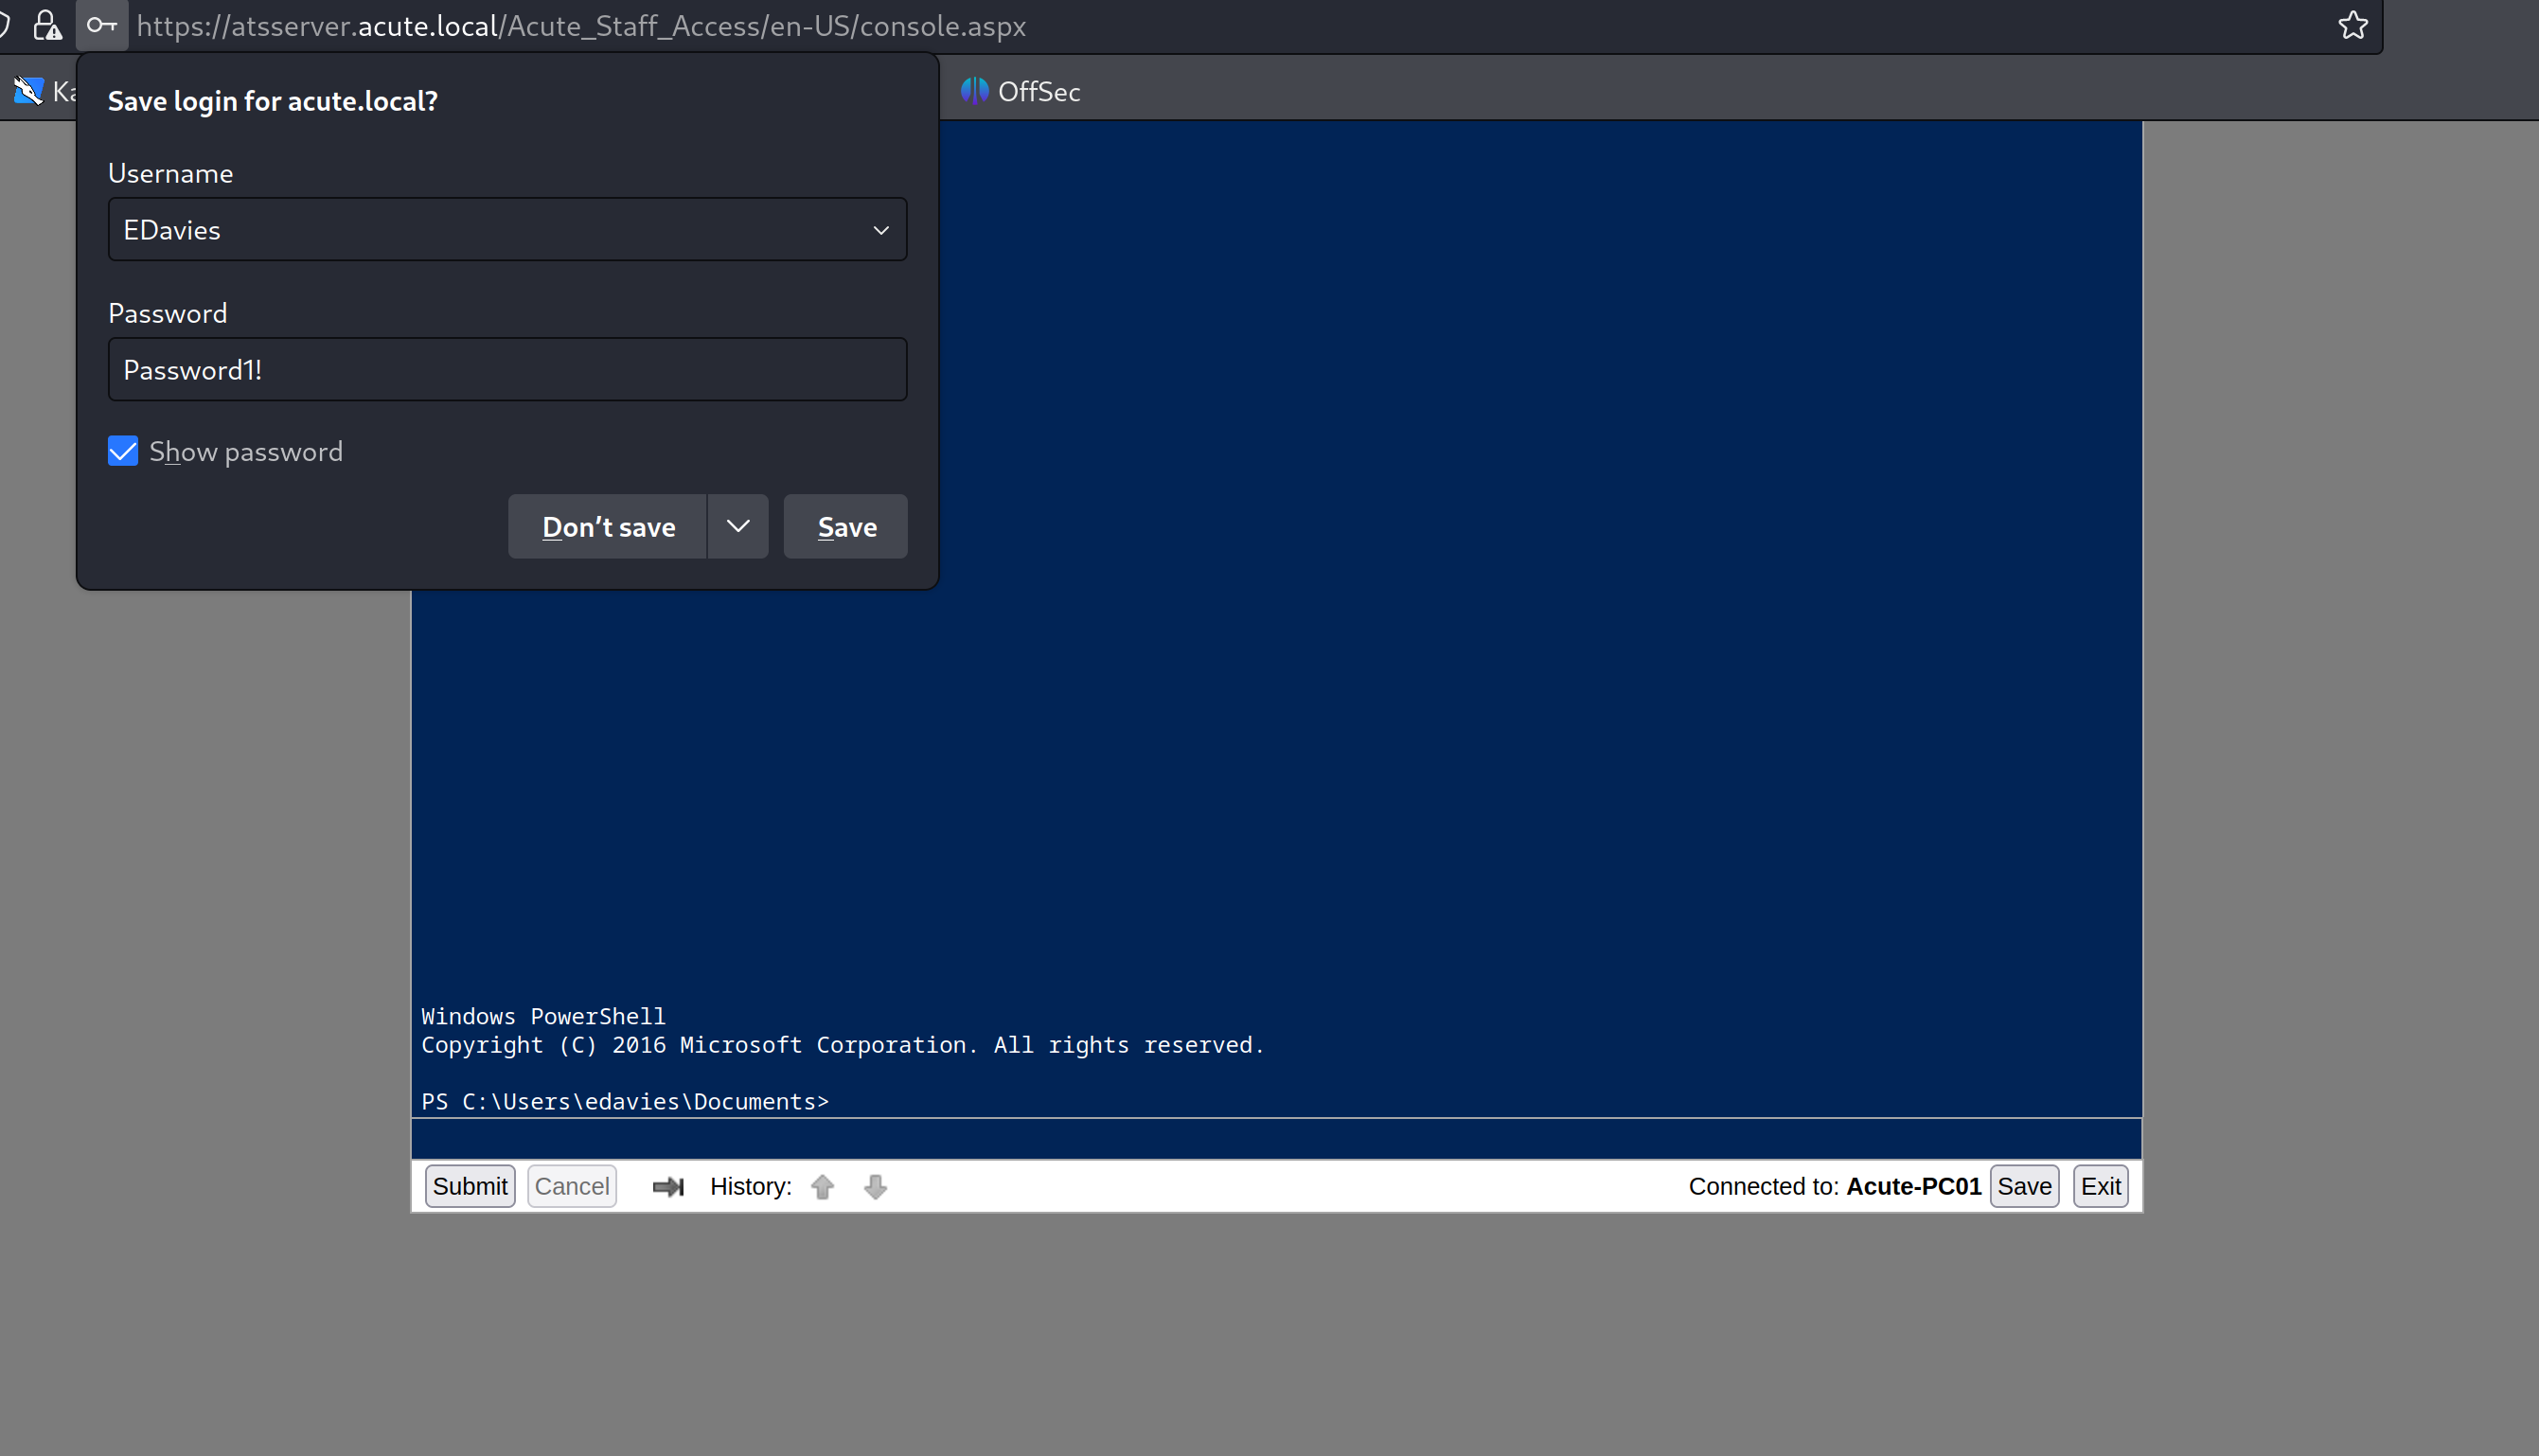 https://atsserver.acute.local/Acute_Staff_Access/en-US/console.aspx
OffSec
Save login for acute.local?
Username
EDavies
Password
Password1!
Show password
Don’t save
Save
Windows PowerShell
Copyright (C) 2016 Microsoft Corporation. All rights reserved.
PS C:\Users\edavies\Documents>
Submit Cancel History: Connected to: Acute-PC01 Save Exit